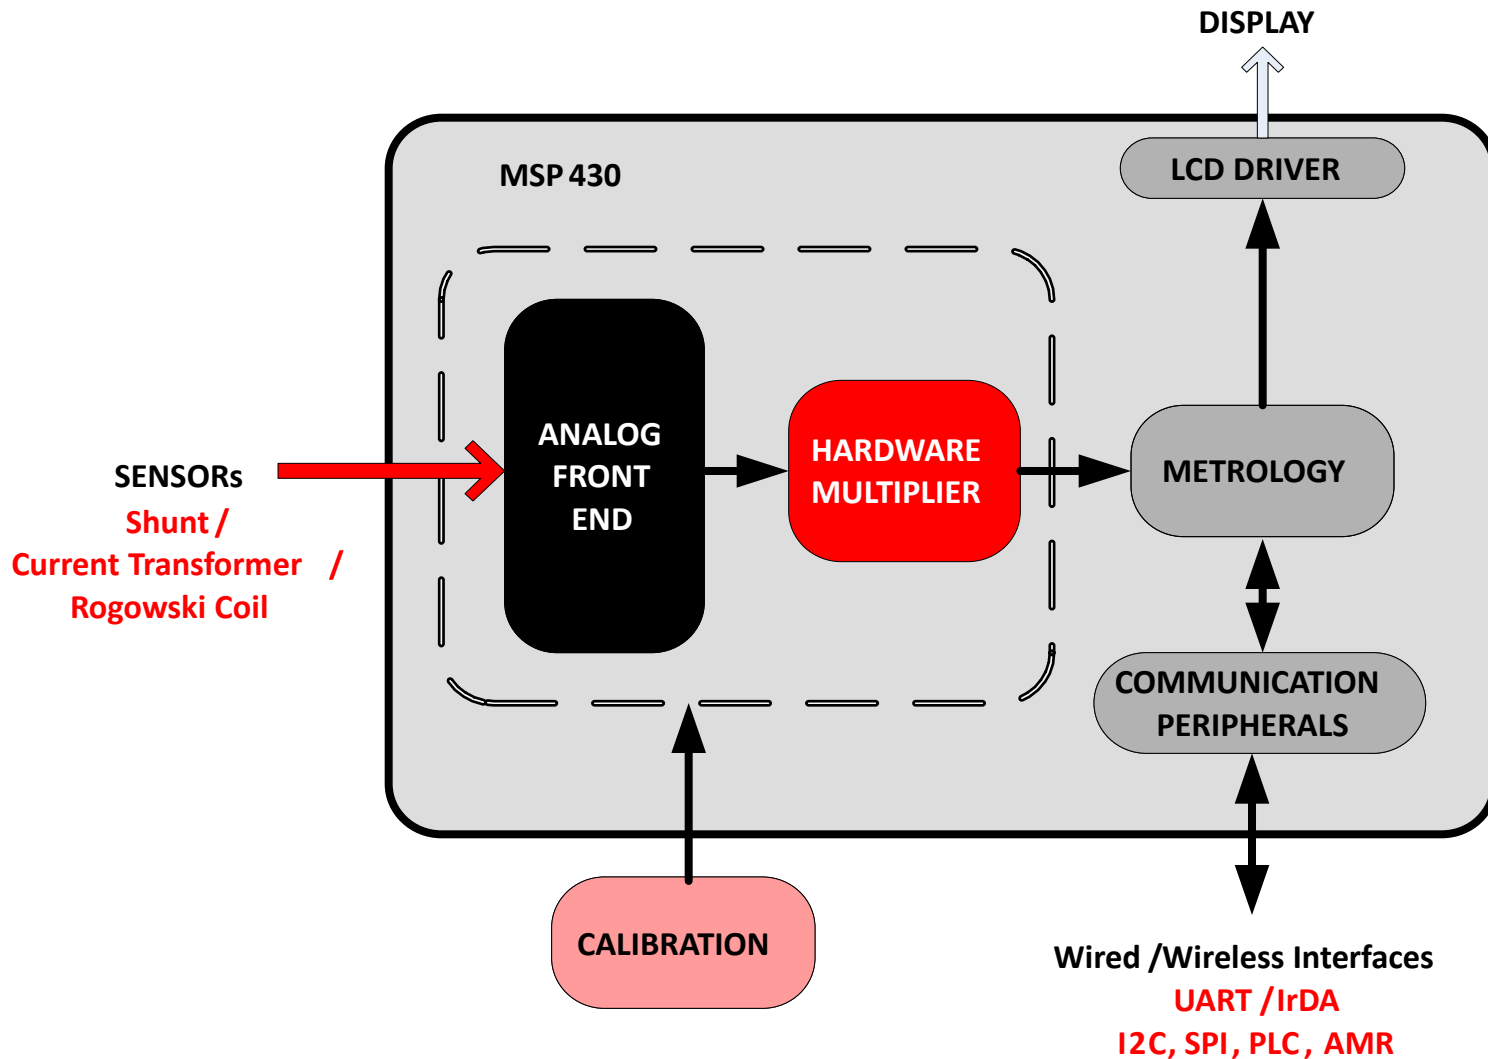 DISPLAY
LCD DRIVER
MSP 430
ANALOG
FRONT
END
HARDWARE
MULTIPLIER
METROLOGY
SENSORs
Shunt /
Current Transformer /
Rogowski Coil
COMMUNICATION
PERIPHERALS
CALIBRATION
Wired /Wireless Interfaces
UART /IrDA
I2C, SPI, PLC, AMR